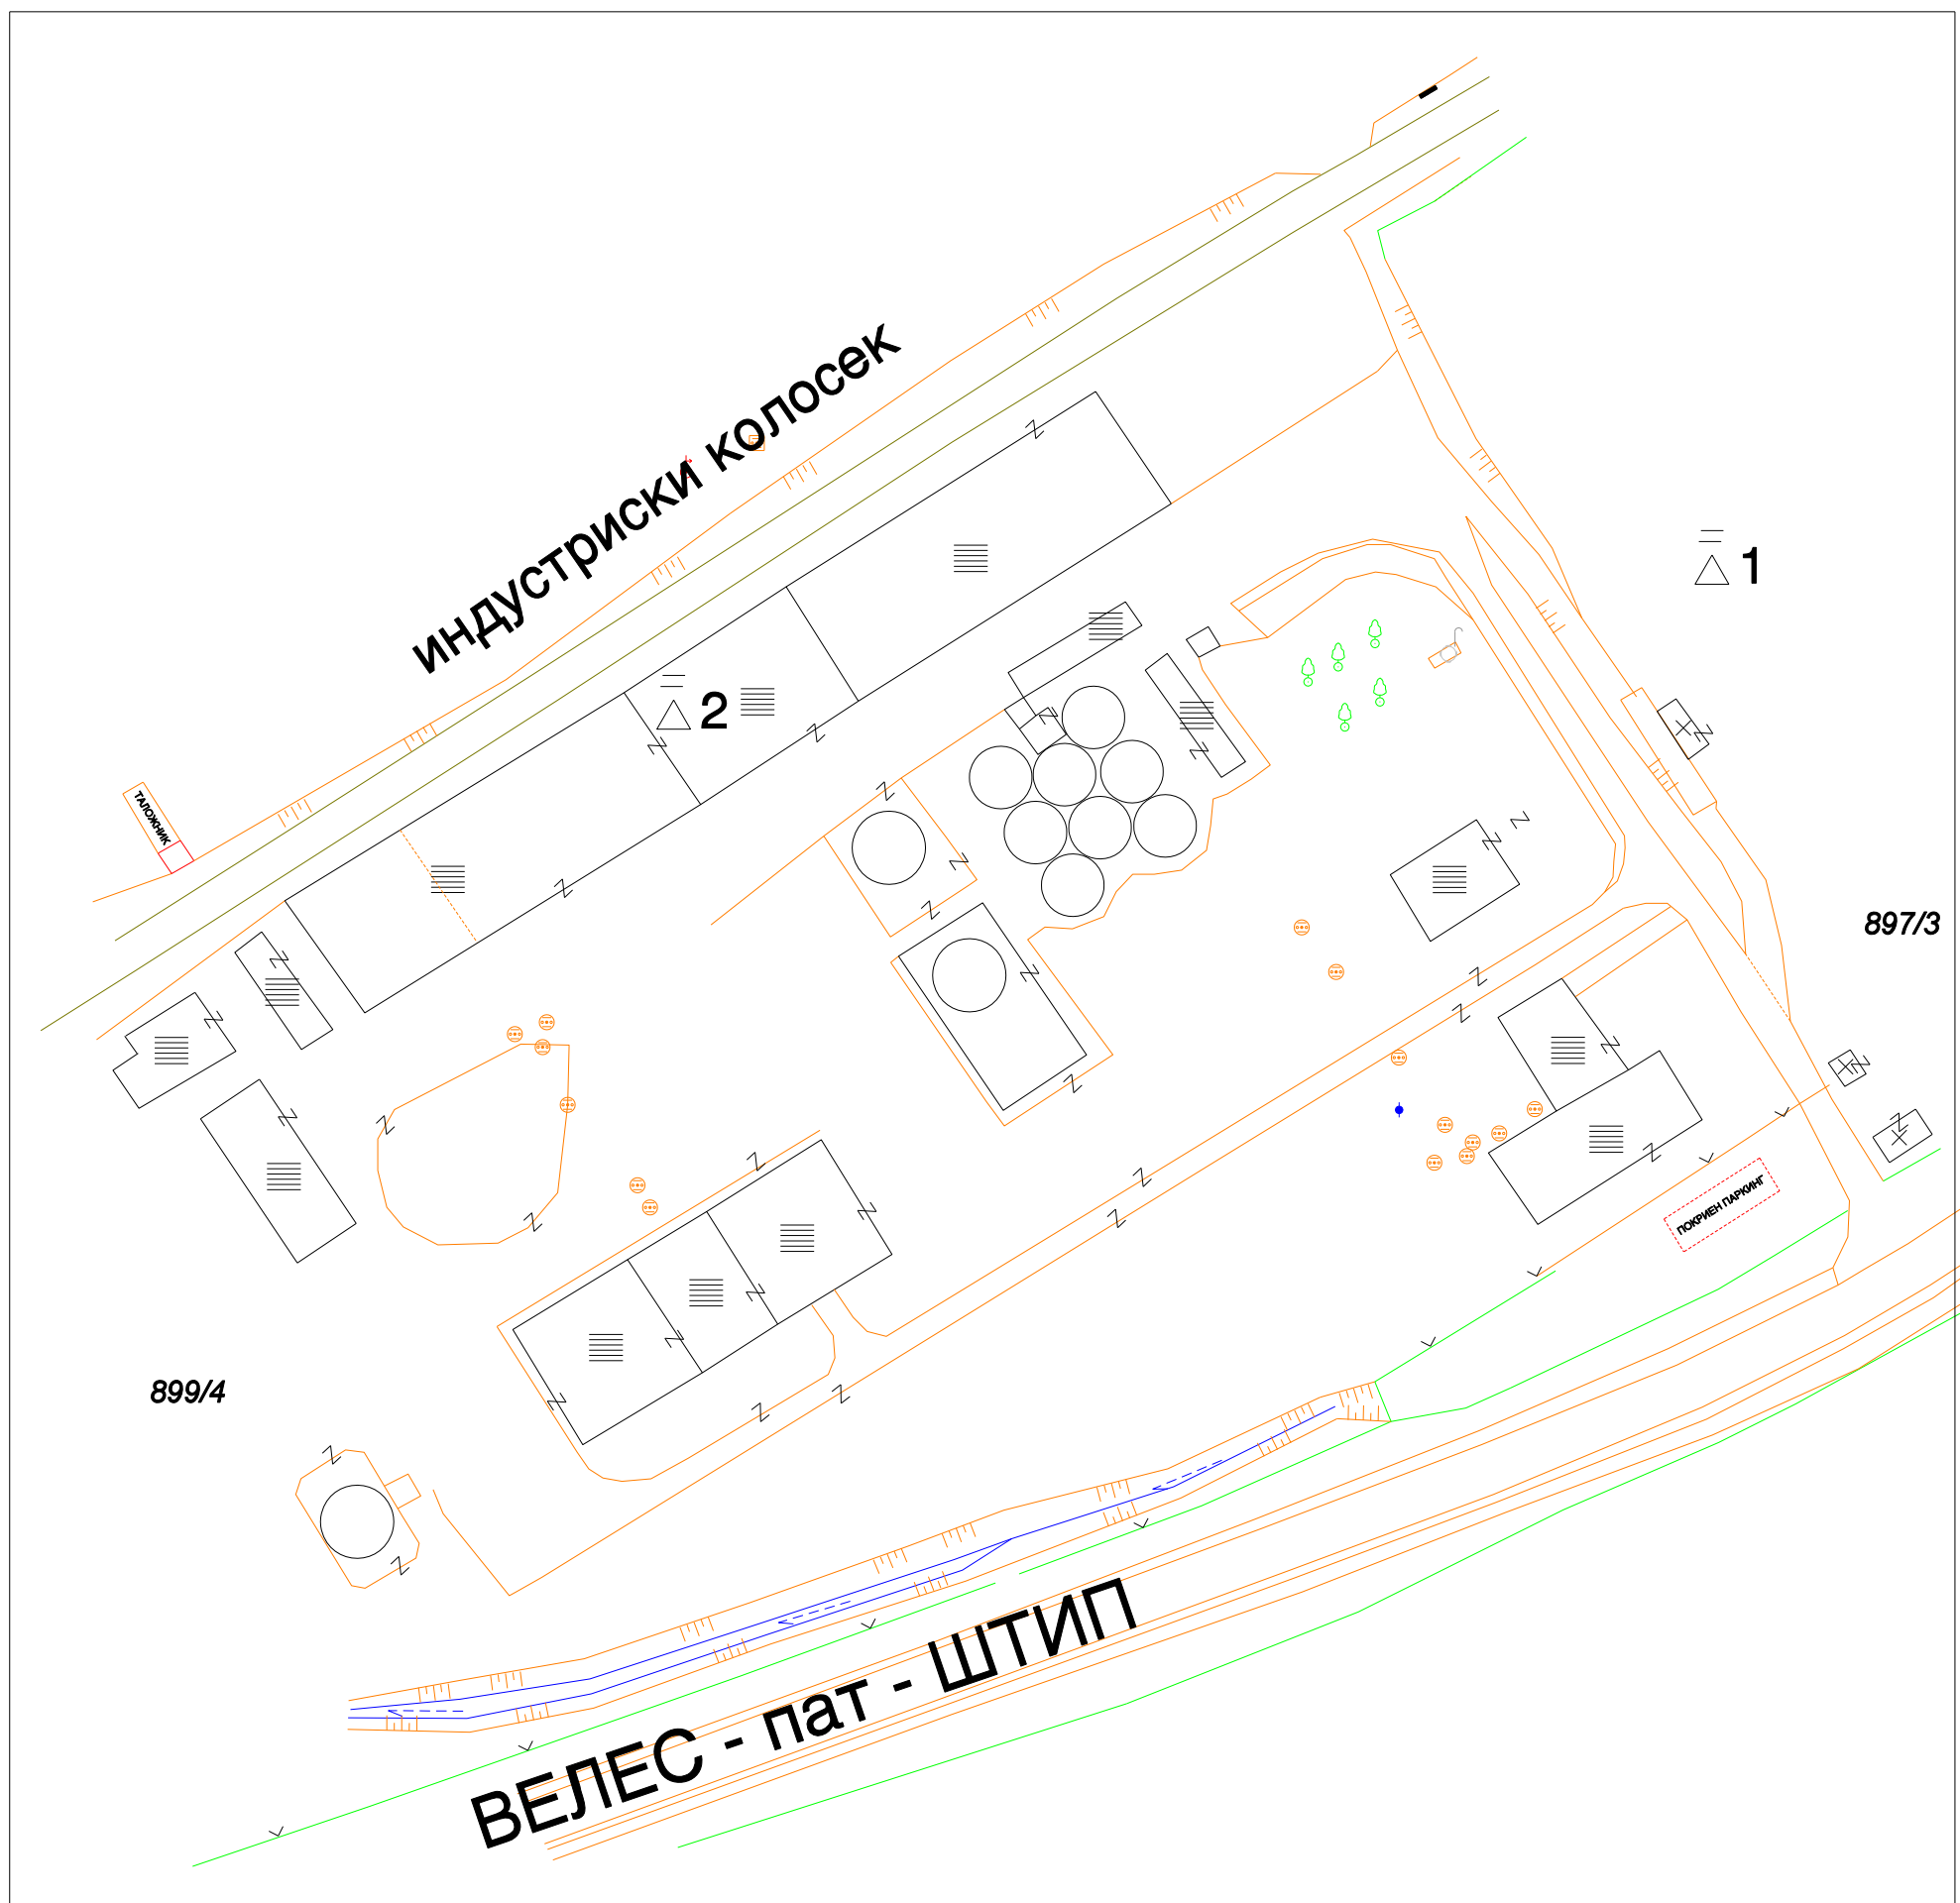 индустриски колосек
1
2
ТАЛОЖНИК
897/3
ПОКРИЕН ПАРКИНГ
899/4
ВЕЛЕС - пат - ШТИП